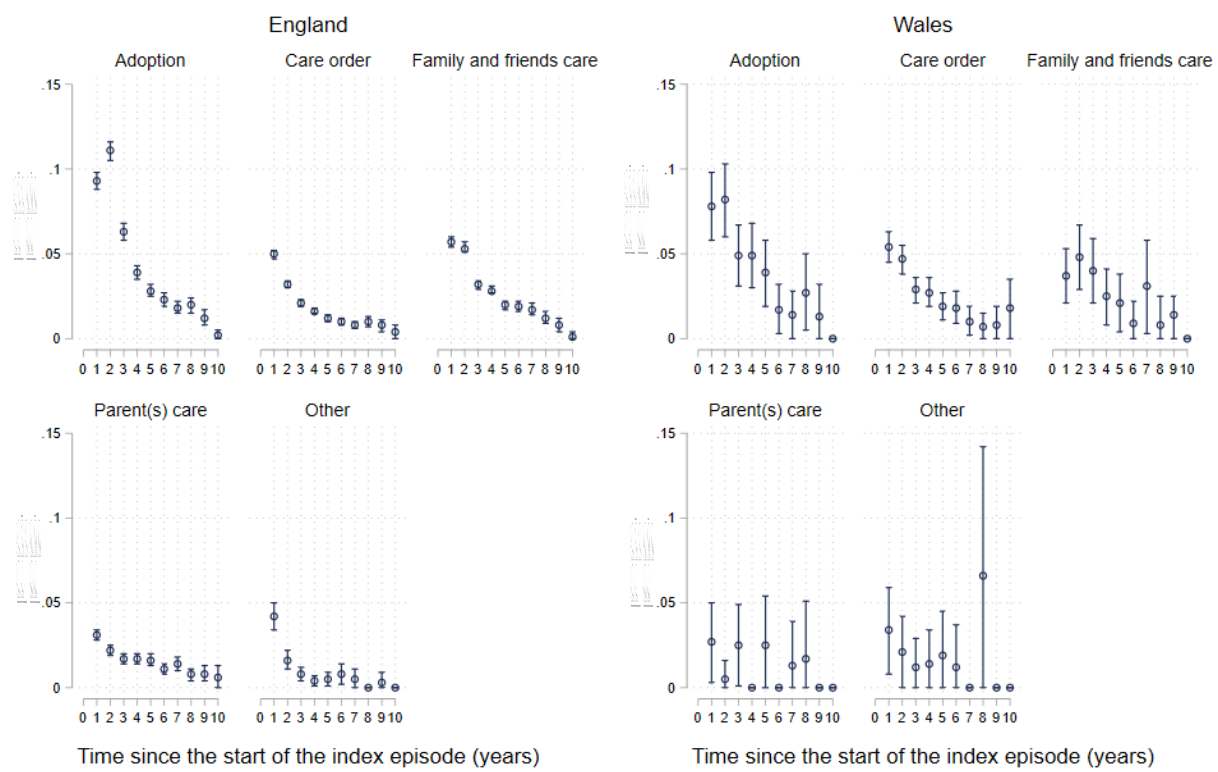 England
Wales
Adoption
Care order
Family and friends care
Adoption
Care order
Family and friends care
.15
.1
.05
0
0 1 2 3 4 5 6 7 8 9 10
0 1 2 3 4 5 6 7 8 9 10
0 1 2 3 4 5 6 7 8 9 10
.15
.1
.05
0
0 1 2 3 4 5 6 7 8 9 10
0 1 2 3 4 5 6 7 8 9 10
0 1 2 3 4 5 6 7 8 9 10
Parent(s) care
Other
Parent(s) care
Other
.15
.1
.05
0
0 1 2 3 4 5 6 7 8 9 10
0 1 2 3 4 5 6 7 8 9 10
.15
.1
.05
0
0 1 2 3 4 5 6 7 8 9 10
0 1 2 3 4 5 6 7 8 9 10
Time since the start of the index episode (years)
Time since the start of the index episode (years)